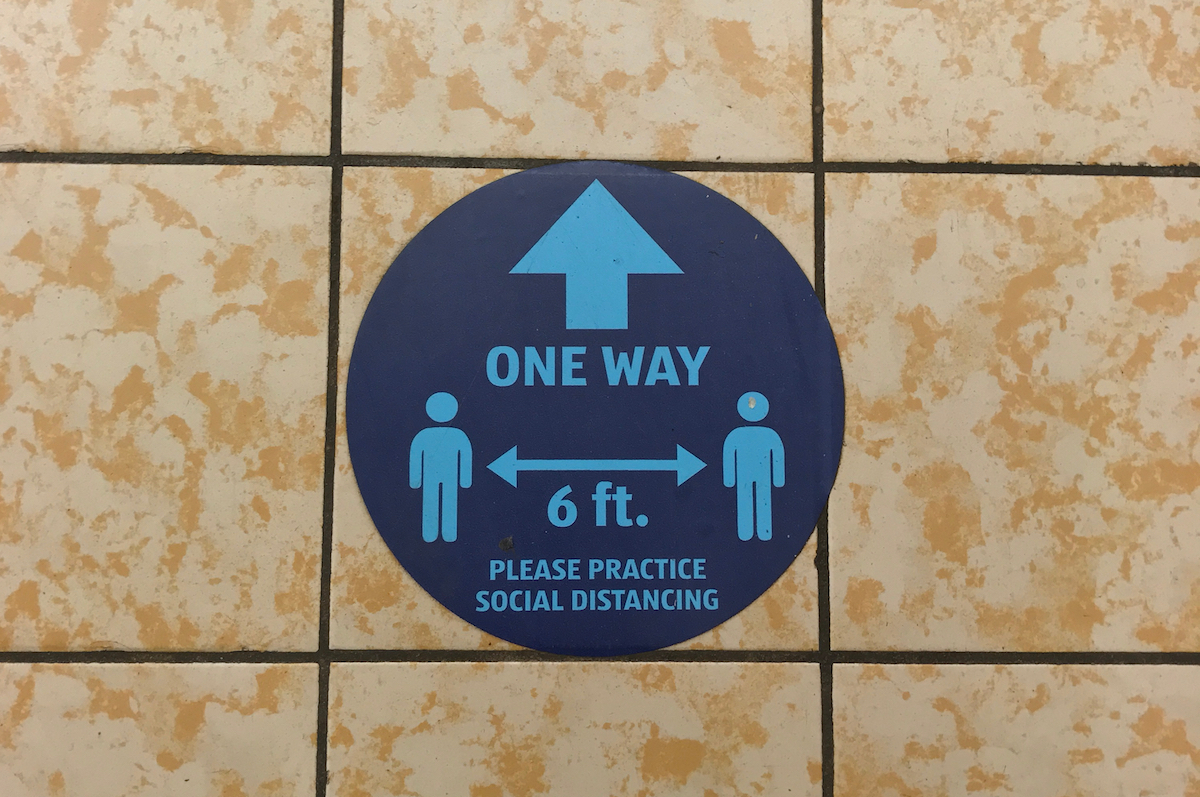 ONE WAY
6 ft.
PLEASE PRACTICE
SOCIAL DISTANCING